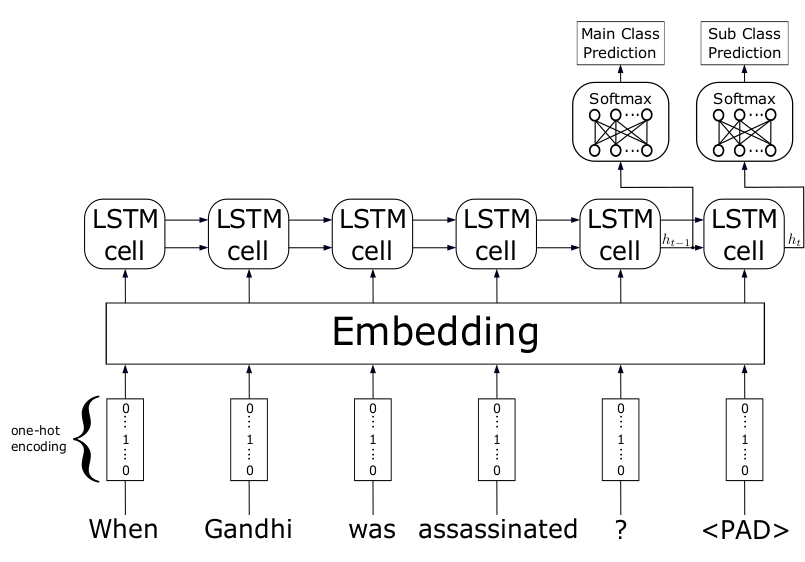 Main Class
Prediction
Sub Class
Prediction
Softmax
Softmax
LSTM
cell
LSTM
cell
LSTM
cell
LSTM
cell
LSTM
cell
LSTM
cell
h_{t-1}
h_t
Embedding
one-hot
encoding
0
⋮
1
⋮
0
0
⋮
1
⋮
0
0
⋮
1
⋮
0
0
⋮
1
⋮
0
0
⋮
1
⋮
0
0
⋮
1
⋮
0
When Gandhi was assassinated ? <PAD>